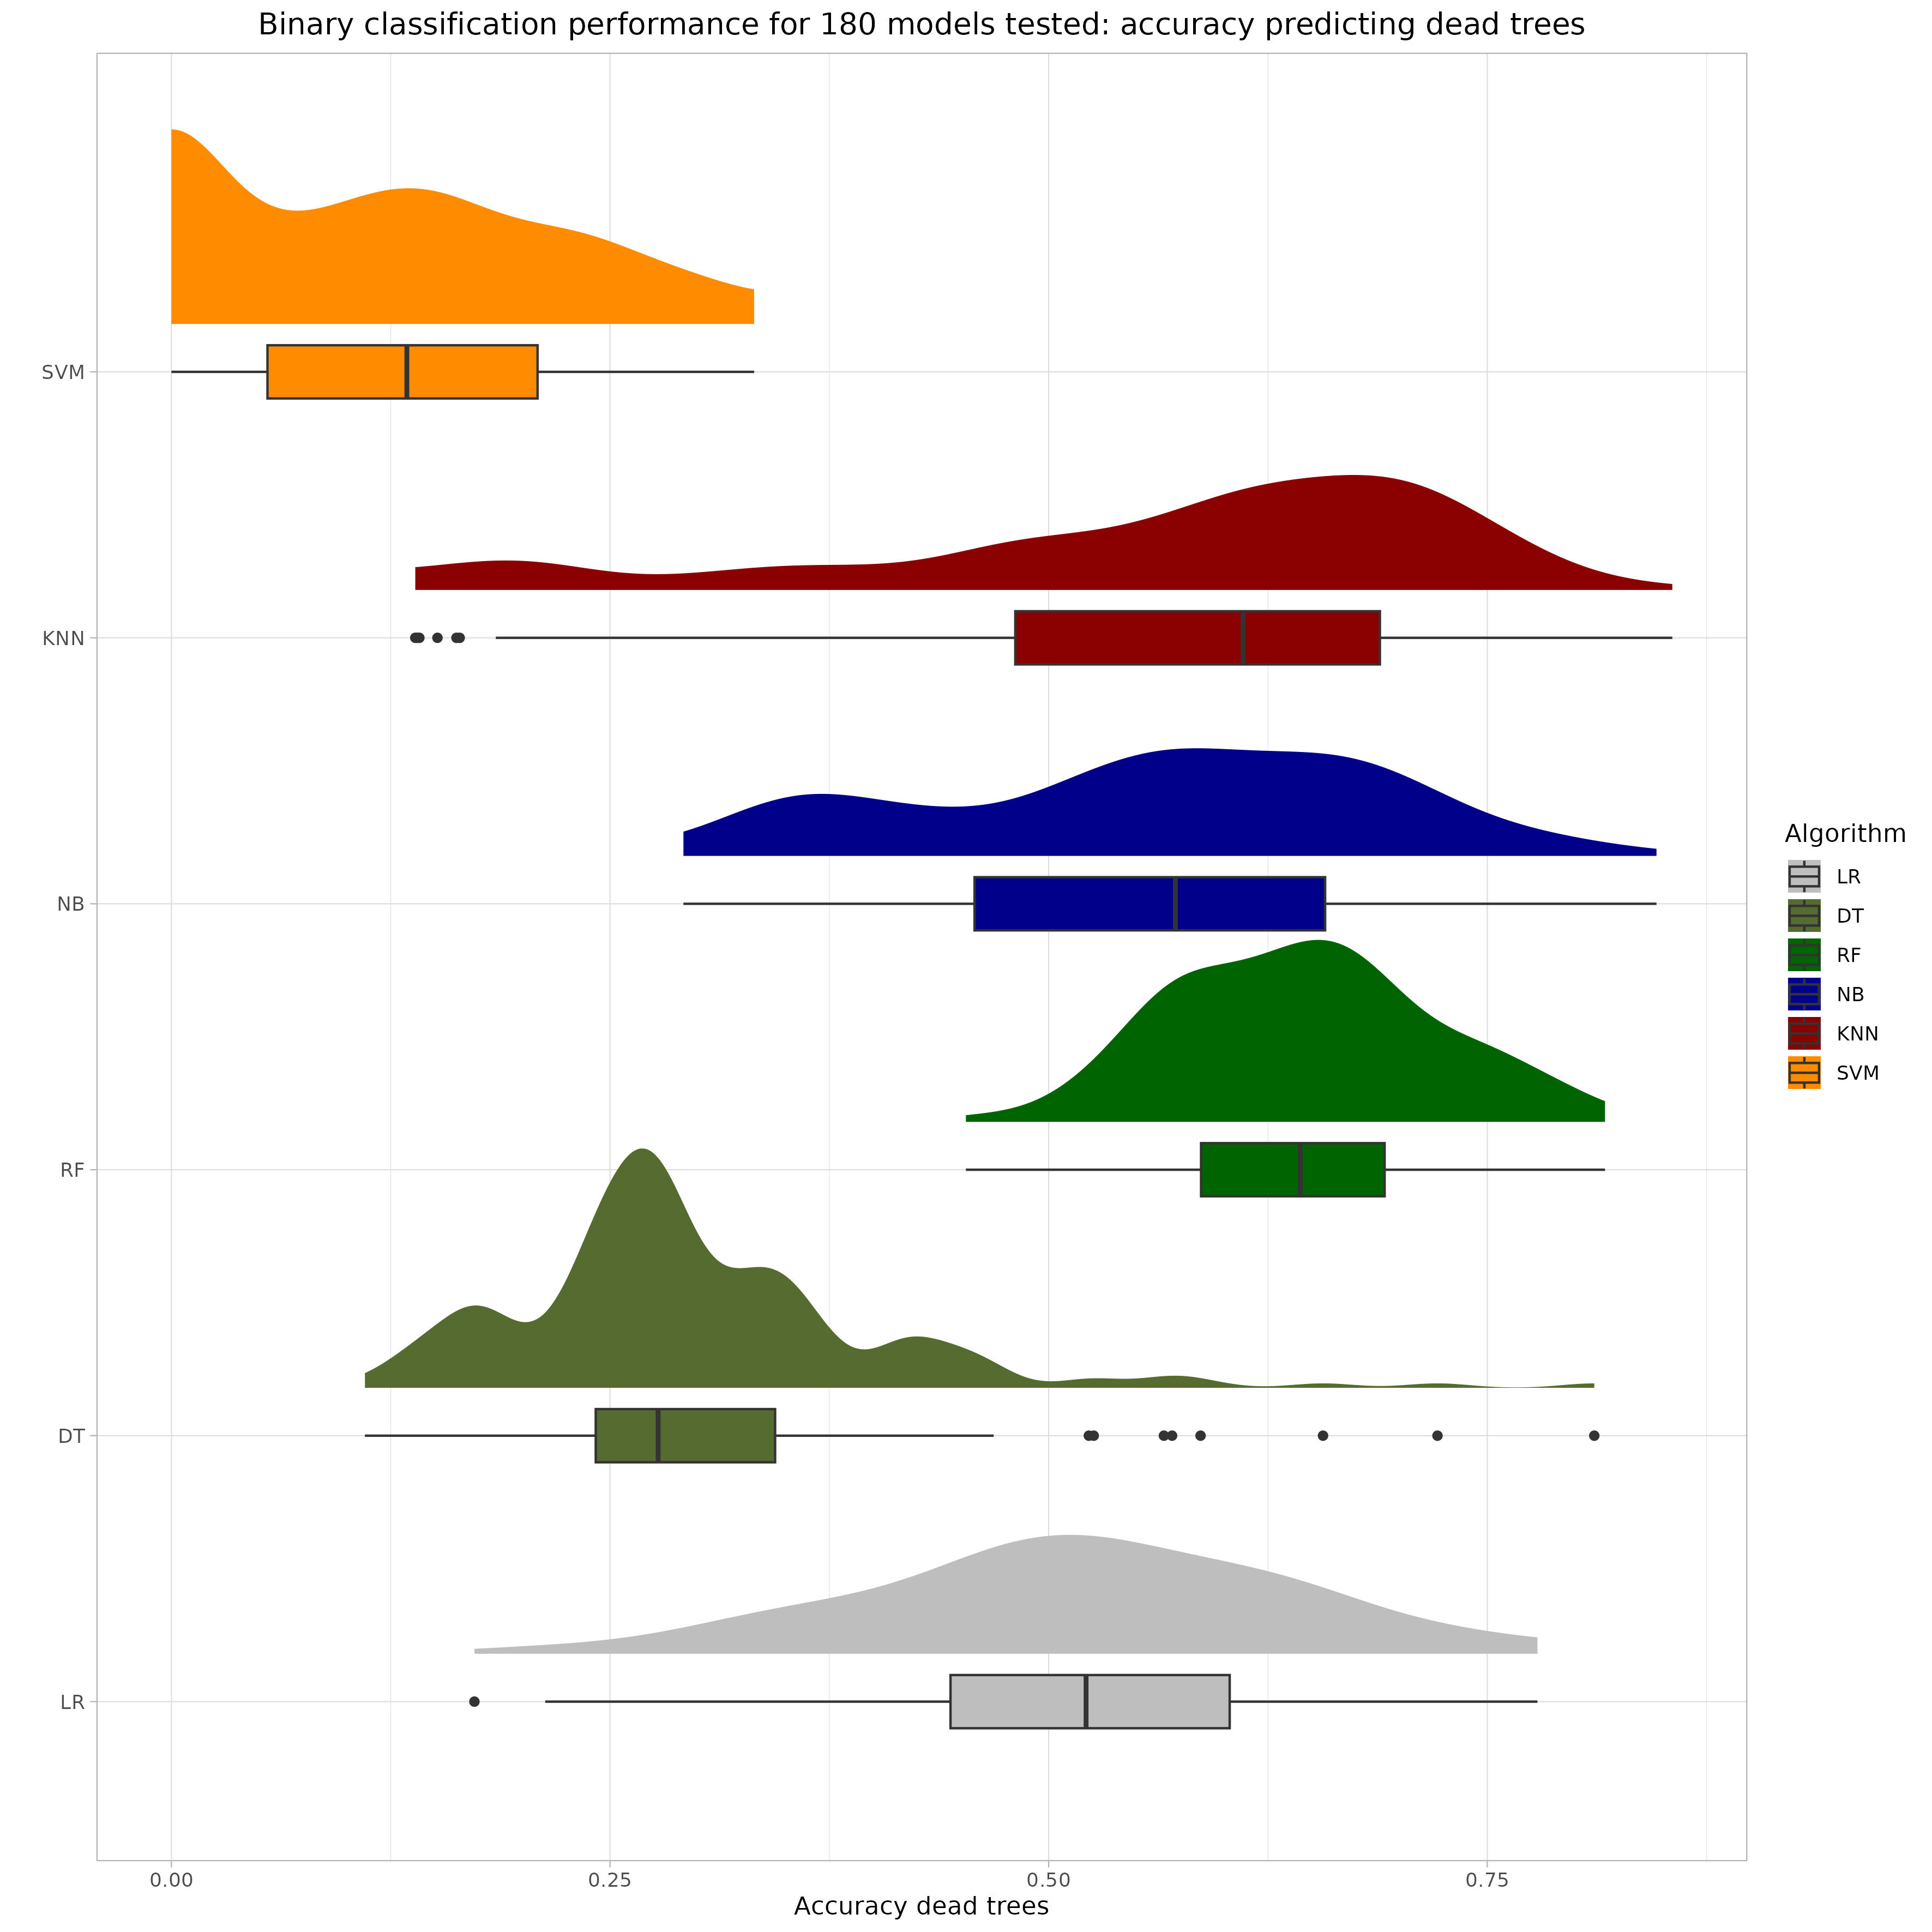 Binary classification performance for 180 models tested: accuracy predicting dead trees
SVM
KNN
NB
RF
DT
LR
0.00
0.25
0.50
0.75
Accuracy dead trees
Algorithm
LR
DT
RF
NB
KNN
SVM